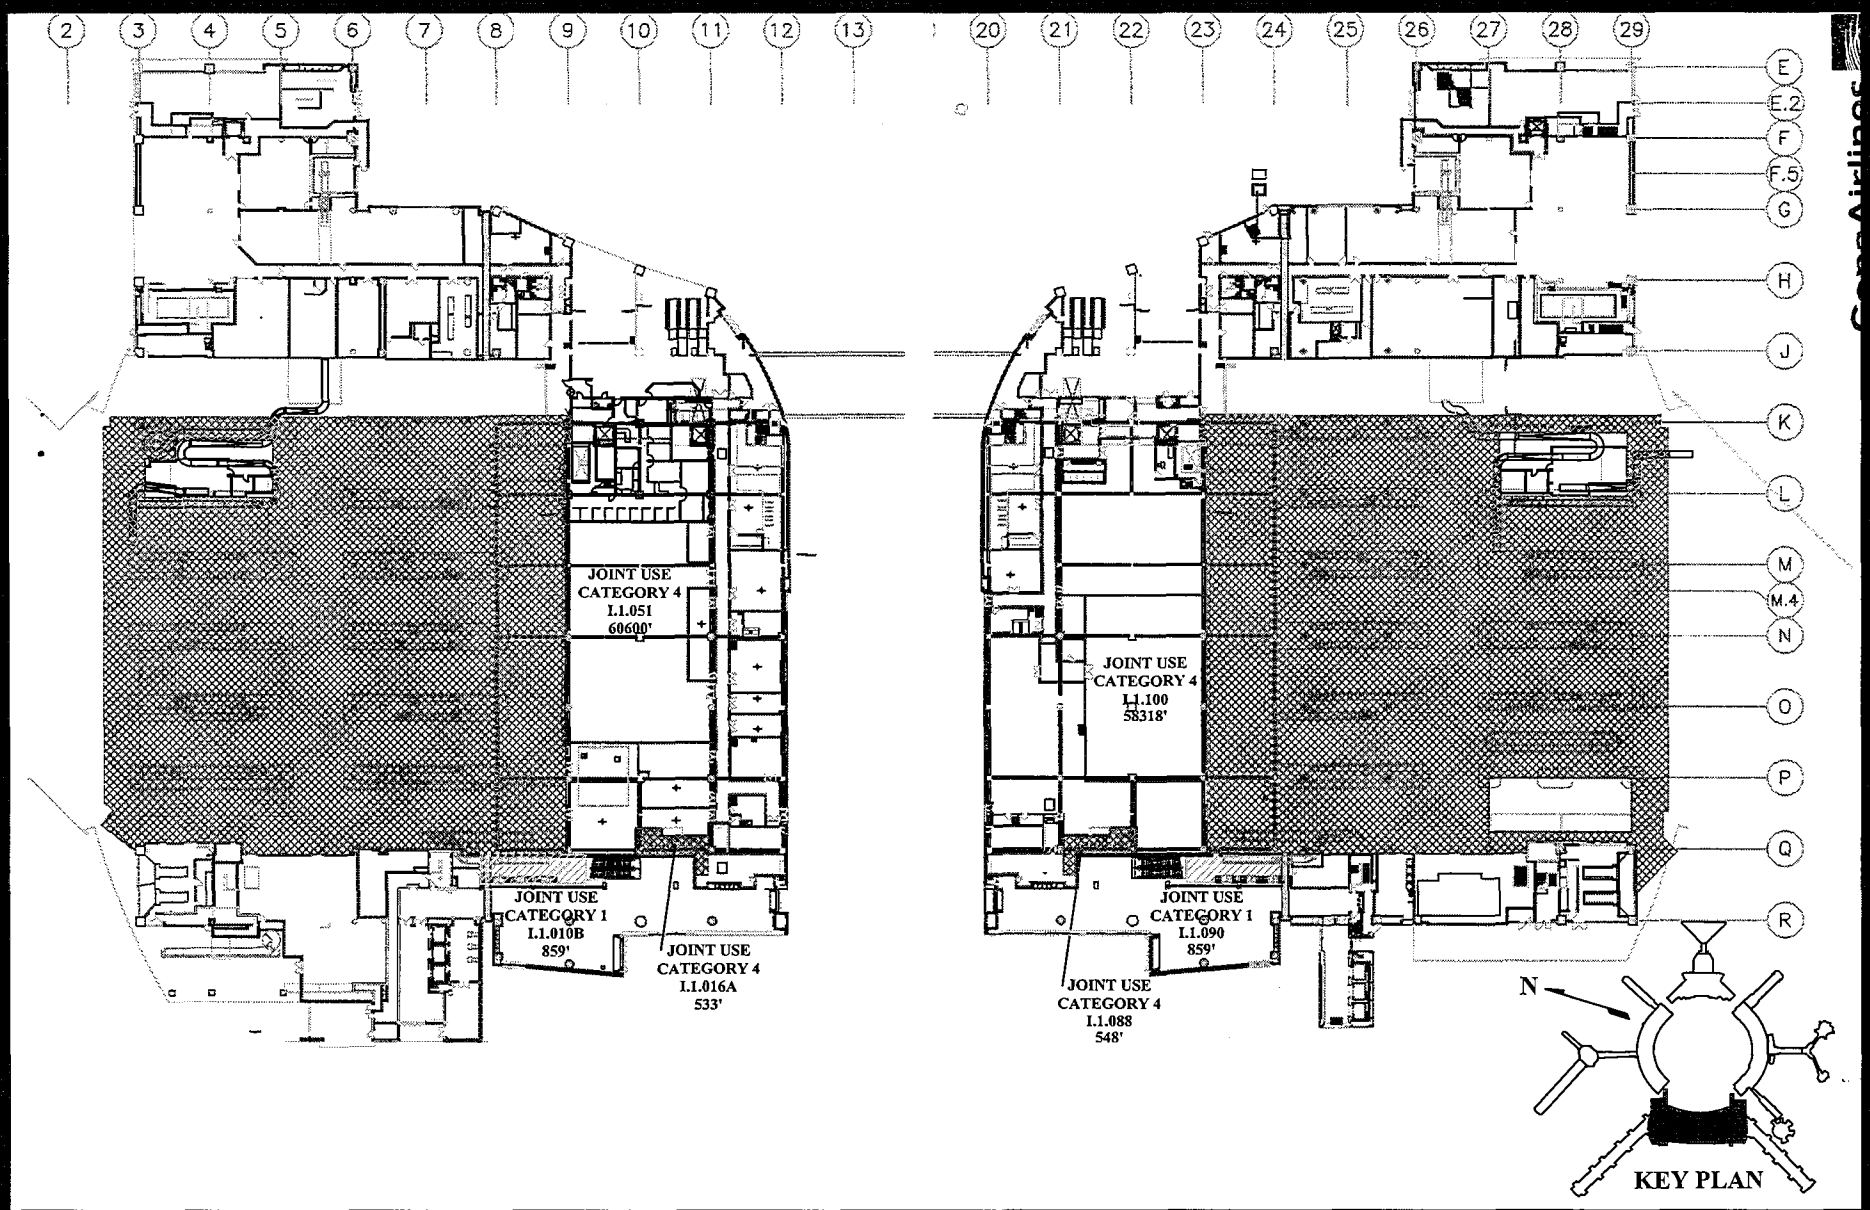 2 3 4 5 6 7 8 9 10 11 12 13 20 21 22 23 24 25 26 27 28 29
E
E.2
F
F.5
G
H
J
K
L
M
M.4
N
O
P
Q
R
JOINT USE
CATEGORY 4
I.1.051
60600'
JOINT USE
CATEGORY 4
I.1.100
58318'
JOINT USE
CATEGORY 1
I.1.010B
859'
JOINT USE
CATEGORY 4
I.1.016A
533'
JOINT USE
CATEGORY 1
I.1.090
859'
JOINT USE
CATEGORY 4
I.1.088
548'
N
KEY PLAN
Airlines